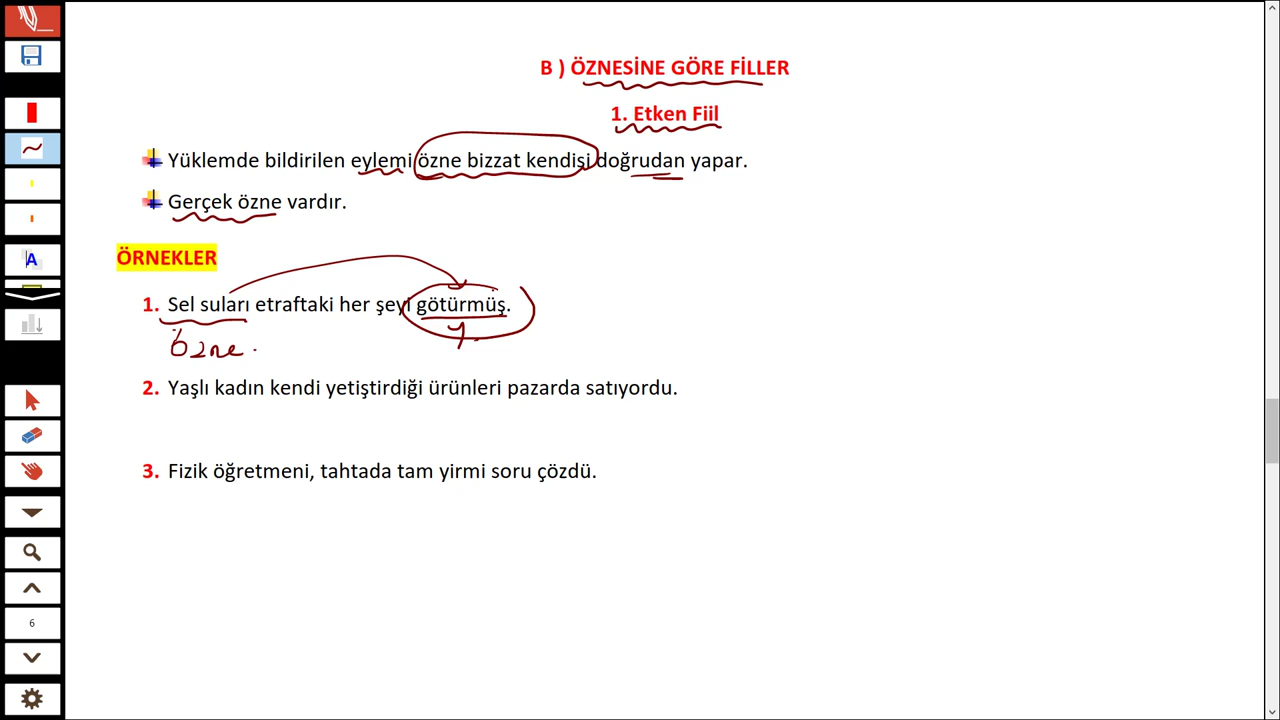 B ) ÖZNESİNE GÖRE FİLLER
1. Etken Fiil
Yüklemde bildirilen eylemi özne bizzat kendisi doğrudan yapar.
Gerçek özne vardır.
ÖRNEKLER
1. Sel suları etraftaki her şeyi götürmüş.
Özne y
2. Yaşlı kadın kendi yetiştirdiği ürünleri pazarda satıyordu.
3. Fizik öğretmeni, tahtada tam yirmi soru çözdü.
A
6